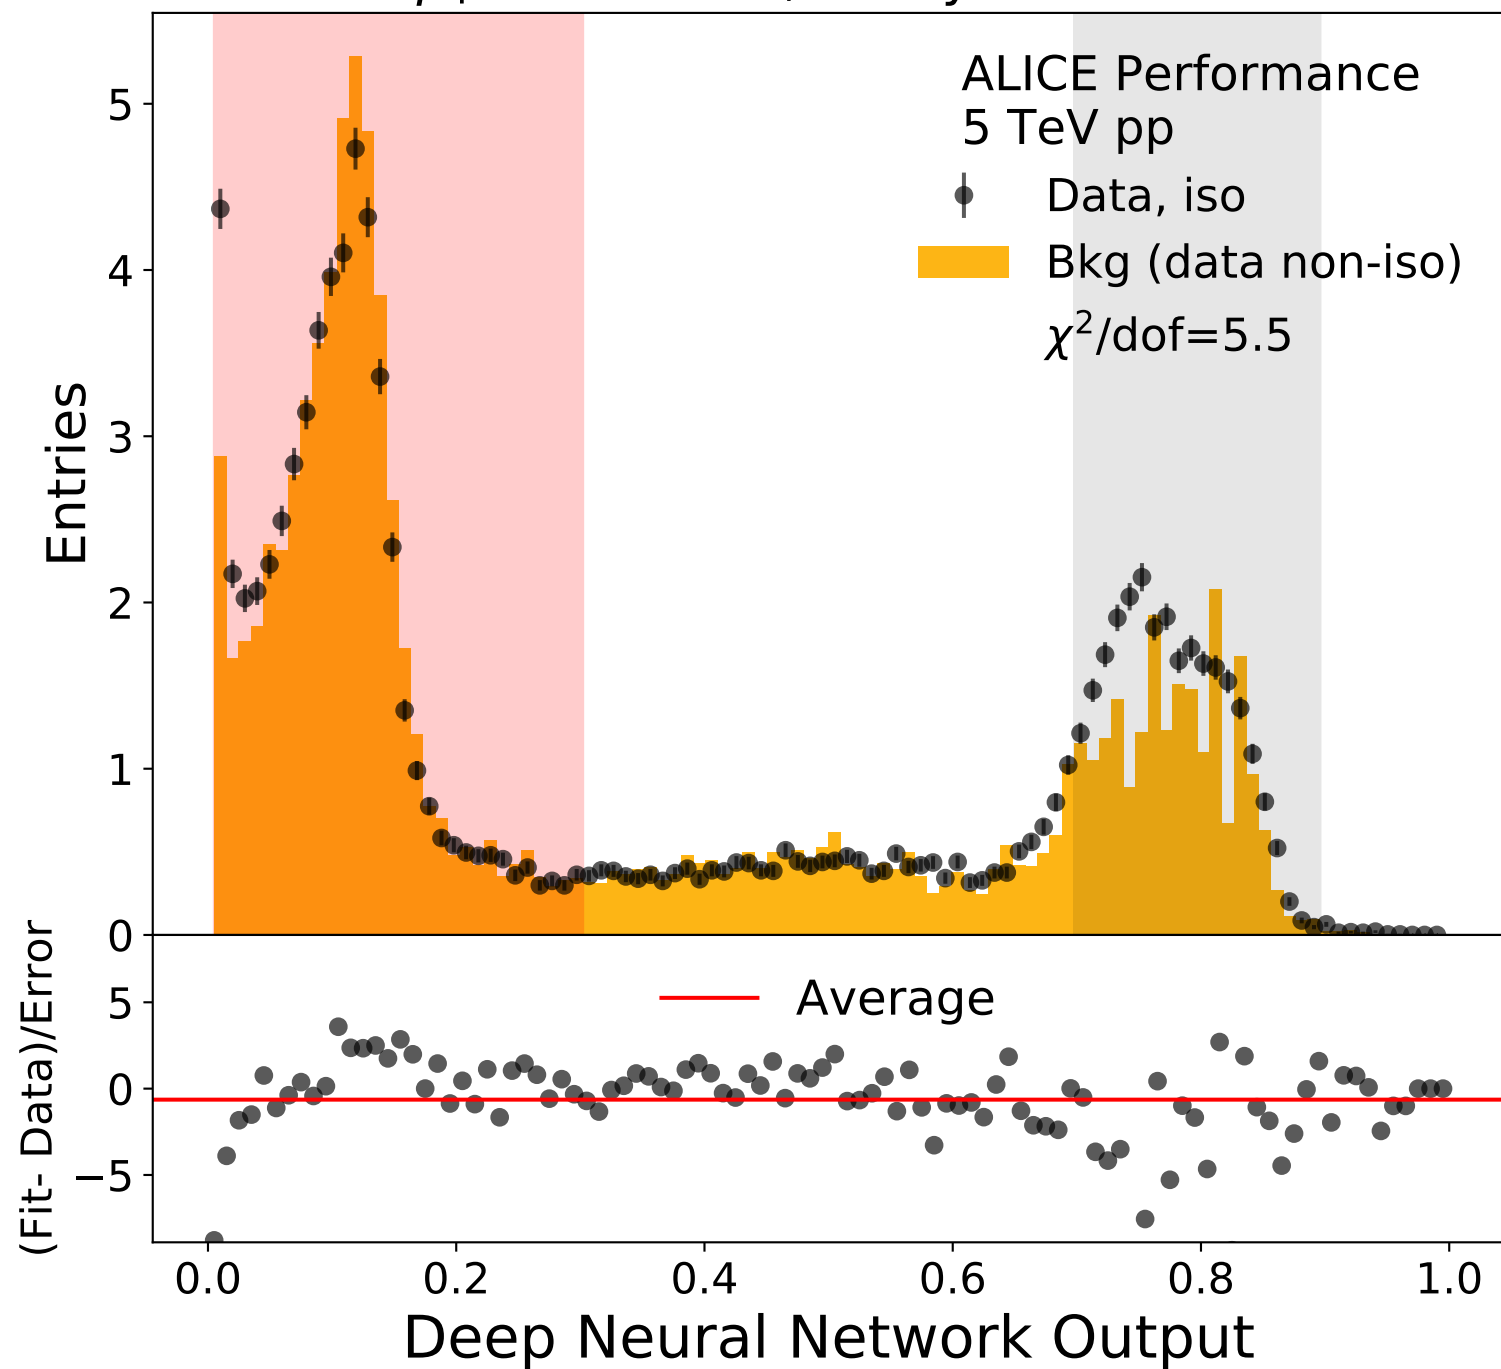 ALICE Performance
5 TeV pp
Data, iso
Bkg (data non-iso)
χ²/dof=5.5
Entries
5
4
3
2
1
0
Average
(Fit- Data)/Error
5
0
−5
0.0 0.2 0.4 0.6 0.8 1.0
Deep Neural Network Output